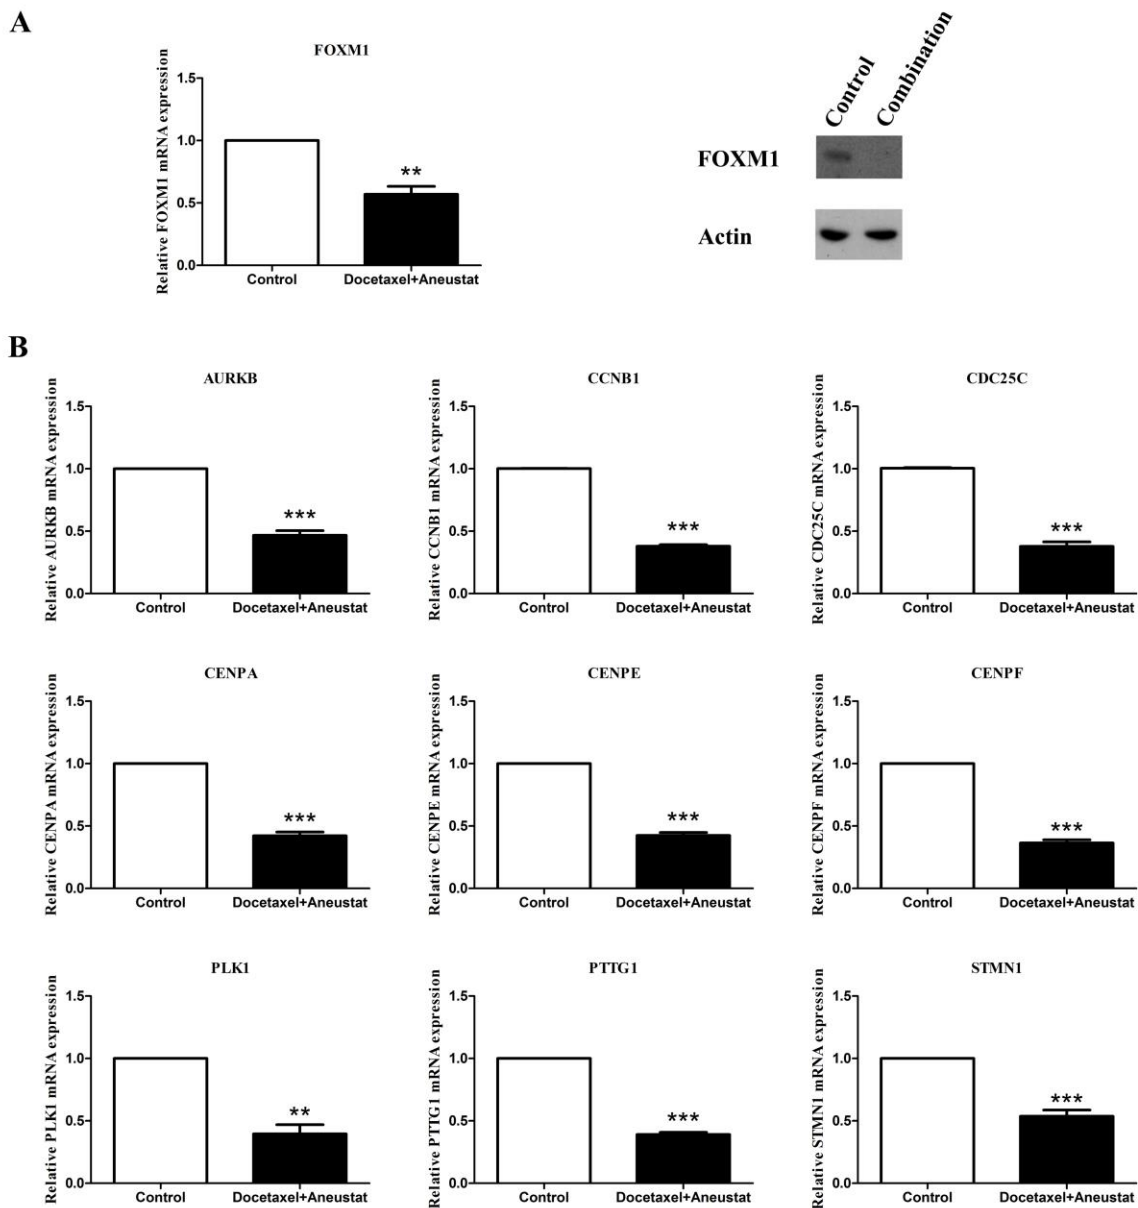 A
FOXM1
Relative FOXM1 mRNA expression
1.5
1.0
0.5
0.0
**
Control
Docetaxel+Aneustat
Control
Combination
FOXM1
Actin
B
AURKB
Relative AURKB mRNA expression
1.5
1.0
0.5
0.0
***
Control
Docetaxel+Aneustat
CCNB1
Relative CCNB1 mRNA expression
1.5
1.0
0.5
0.0
***
Control
Docetaxel+Aneustat
CDC25C
Relative CDC25C mRNA expression
1.5
1.0
0.5
0.0
***
Control
Docetaxel+Aneustat
CENPA
Relative CENPA mRNA expression
1.5
1.0
0.5
0.0
***
Control
Docetaxel+Aneustat
CENPE
Relative CENPE mRNA expression
1.5
1.0
0.5
0.0
***
Control
Docetaxel+Aneustat
CENPF
Relative CENPF mRNA expression
1.5
1.0
0.5
0.0
***
Control
Docetaxel+Aneustat
PLK1
Relative PLK1 mRNA expression
1.5
1.0
0.5
0.0
**
Control
Docetaxel+Aneustat
PTTG1
Relative PTTG1 mRNA expression
1.5
1.0
0.5
0.0
***
Control
Docetaxel+Aneustat
STMN1
Relative STMN1 mRNA expression
1.5
1.0
0.5
0.0
***
Control
Docetaxel+Aneustat